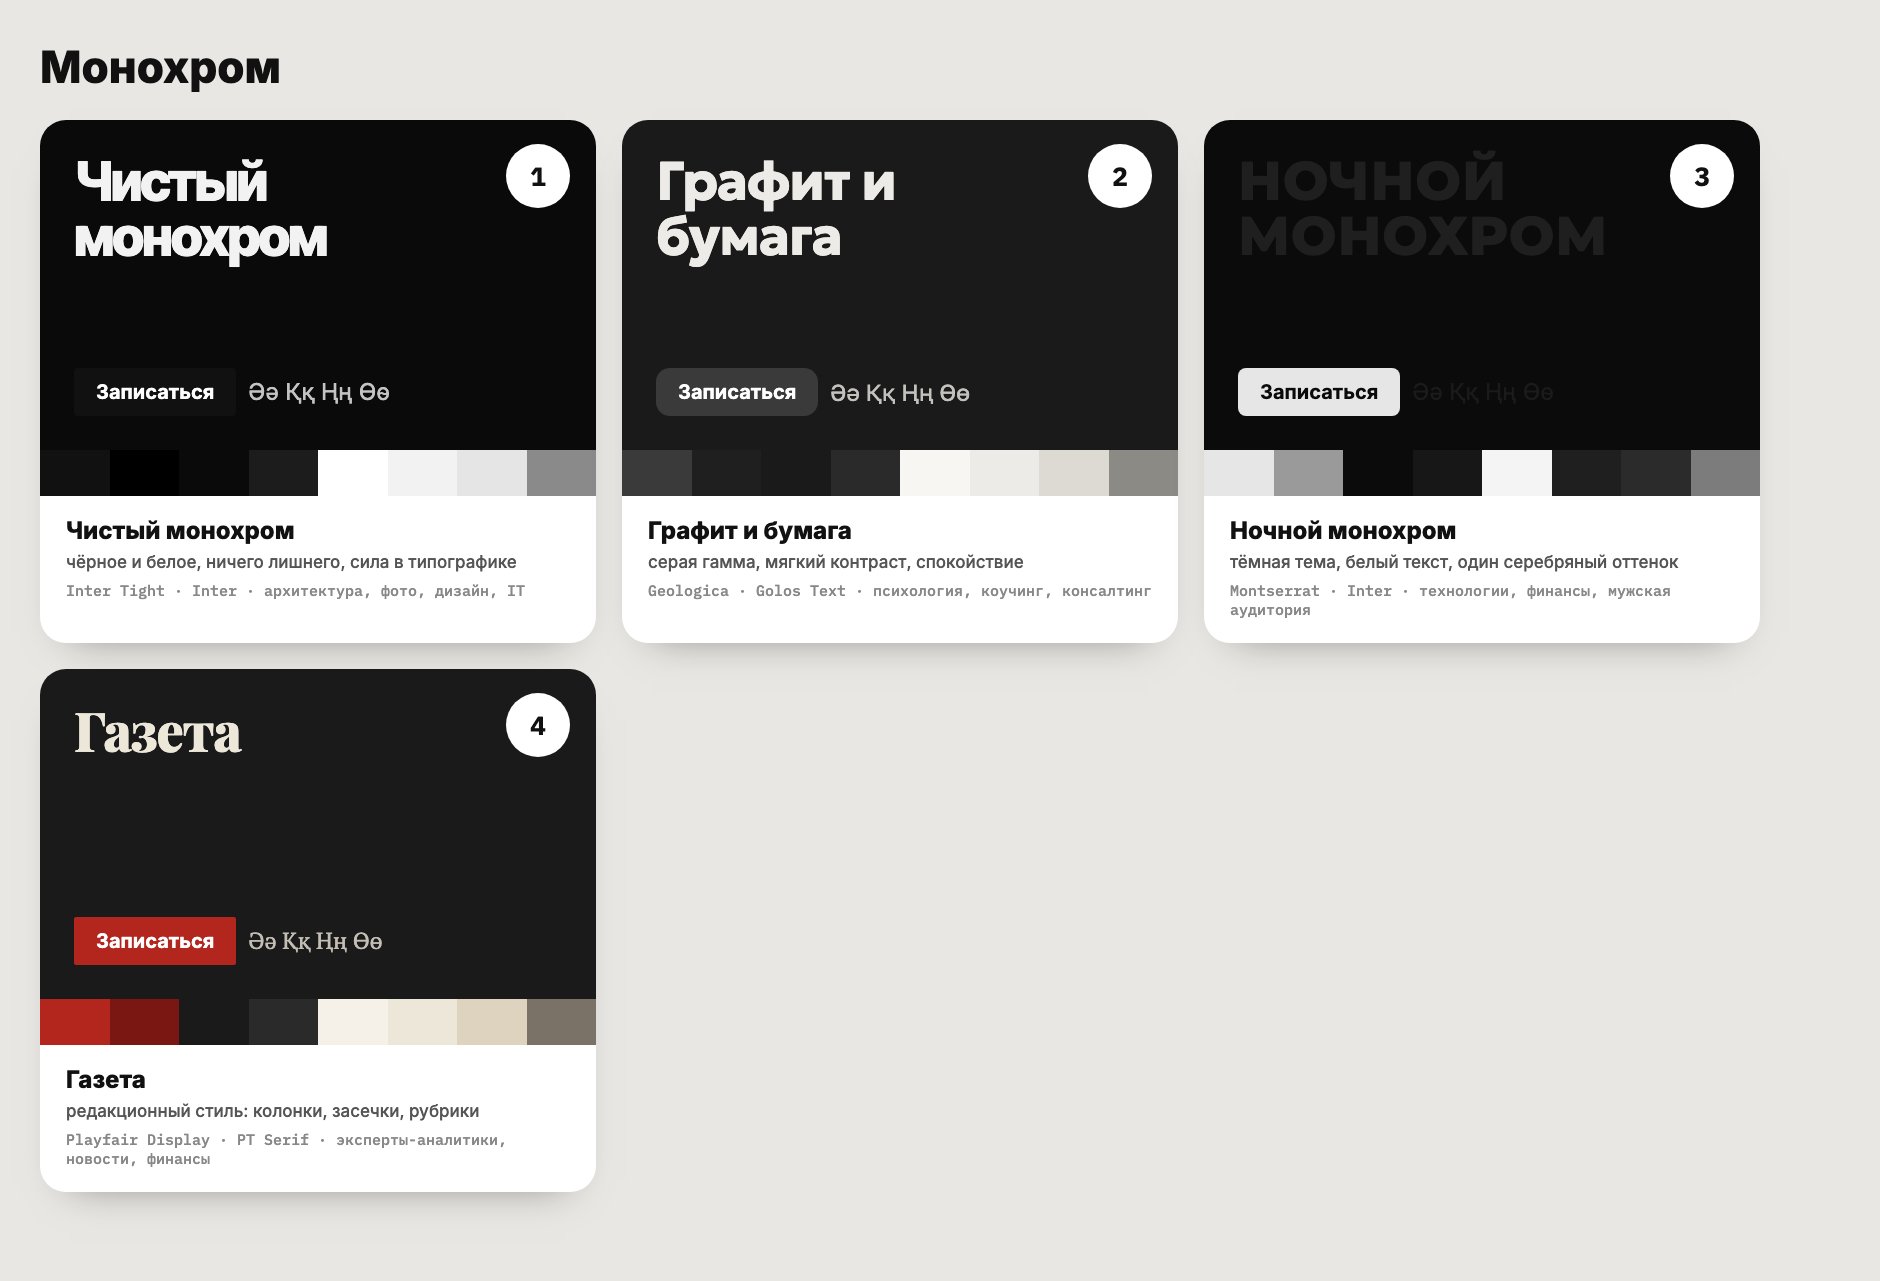 Монохром
Чистый
монохром
1
Записаться
Әә Ққ Ңң Өө
Чистый монохром
чёрное и белое, ничего лишнего, сила в типографике
Inter Tight · Inter · архитектура, фото, дизайн, IT
Графит и
бумага
2
Записаться
Әә Ққ Ңң Өө
Графит и бумага
серая гамма, мягкий контраст, спокойствие
Geologica · Golos Text · психология, коучинг, консалтинг
НОЧНОЙ
МОНОХРОМ
3
Записаться
Әә Ққ Ңң Өө
Ночной монохром
тёмная тема, белый текст, один серебряный оттенок
Montserrat · Inter · технологии, финансы, мужская
аудитория
Газета
4
Записаться
Әә Ққ Ңң Өө
Газета
редакционный стиль: колонки, засечки, рубрики
Playfair Display · PT Serif · эксперты-аналитики,
новости, финансы